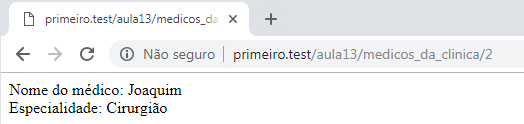 primeiro.test/aula13/medicos_da
Não seguro
primeiro.test/aula13/medicos_da_clinica/2
Nome do médico: Joaquim
Especialidade: Cirurgião